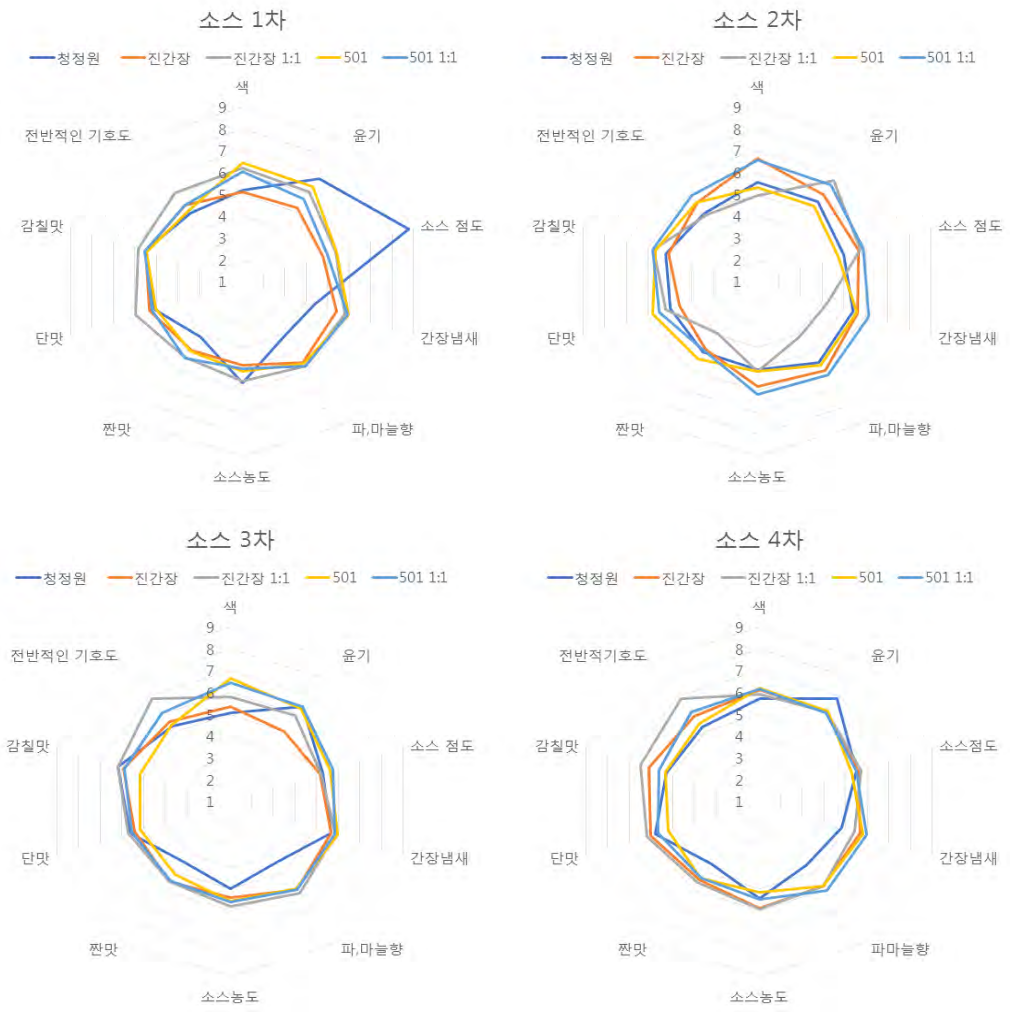 소스 1차
청정원 진간장 진간장 1:1 501 501 1:1
색
9
전반적인 기호도
8
윤기
7
6
5
감칠맛
4
소스 점도
3
2
1
단맛
간장냄새
짠맛
파,마늘향
소스농도
소스 2차
청정원 진간장 진간장 1:1 501 501 1:1
색
9
전반적인 기호도
8
윤기
7
6
5
감칠맛
4
소스 점도
3
2
1
단맛
간장냄새
짠맛
파,마늘향
소스농도
소스 3차
청정원 진간장 진간장 1:1 501 501 1:1
색
9
전반적인 기호도
8
윤기
7
6
5
감칠맛
4
소스 점도
3
2
1
단맛
간장냄새
짠맛
파,마늘향
소스농도
소스 4차
청정원 진간장 진간장 1:1 501 501 1:1
색
9
전반적기호도
8
윤기
7
6
5
감칠맛
4
소스점도
3
2
1
단맛
간장냄새
짠맛
파마늘향
소스농도